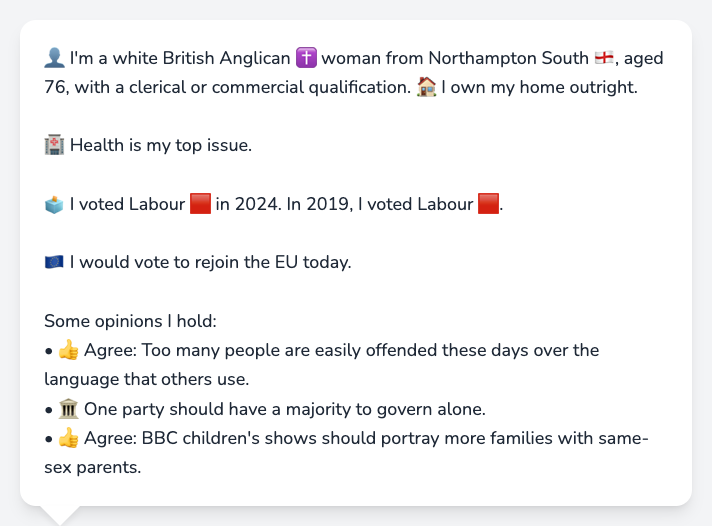 👤 I'm a white British Anglican ✝️ woman from Northampton South 🏴󠁧󠁢󠁥󠁮󠁧󠁿, aged
76, with a clerical or commercial qualification. 🏠 I own my home outright.
🏥 Health is my top issue.
🗳️ I voted Labour 🟥 in 2024. In 2019, I voted Labour 🟥.
🇪🇺 I would vote to rejoin the EU today.
Some opinions I hold:
• 👍 Agree: Too many people are easily offended these days over the
language that others use.
• 🏛️ One party should have a majority to govern alone.
• 👍 Agree: BBC children's shows should portray more families with same-
sex parents.